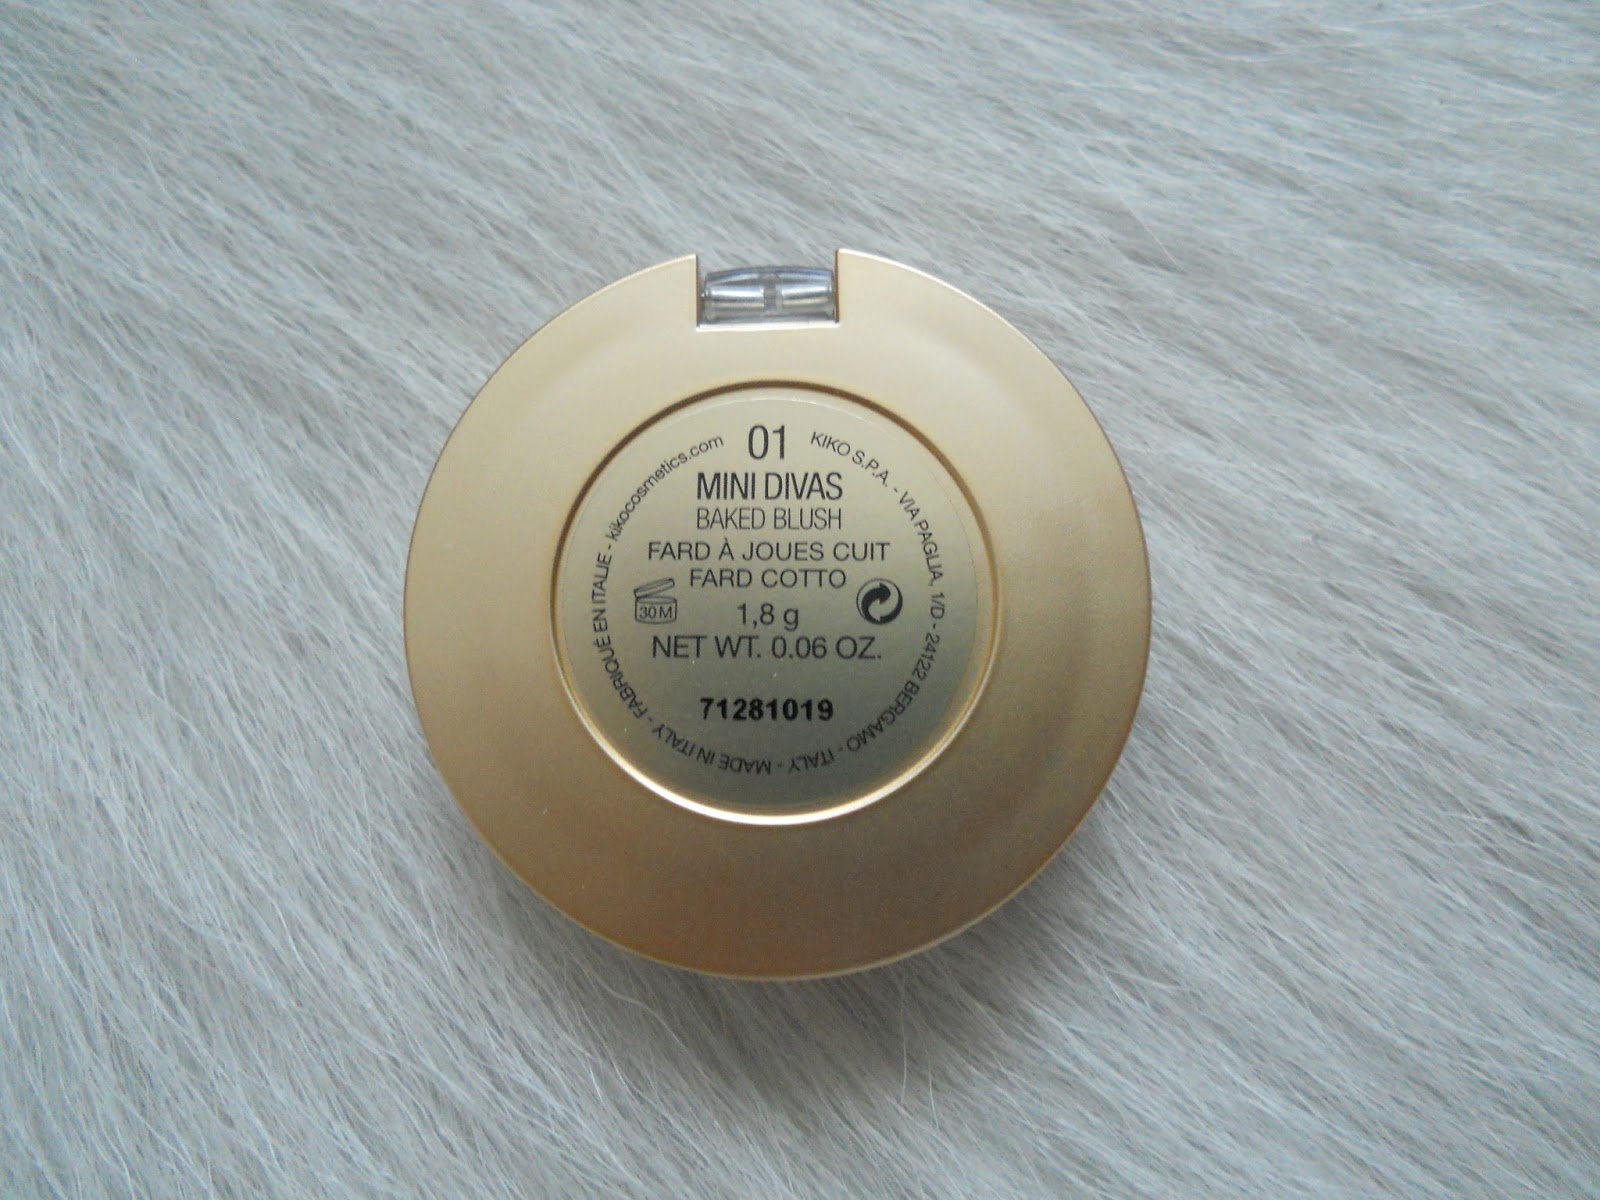 01
MINI DIVAS
BAKED BLUSH
FARD À JOUES CUIT
FARD COTTO
30 M
1,8 g
NET WT. 0.06 OZ.
71281019
KIKO S.P.A. - VIA PAGLIA, 1/D - 24122 BERGAMO - ITALY - MADE IN ITALY - FABRIQUÉ EN ITALIE - kikocosmetics.com